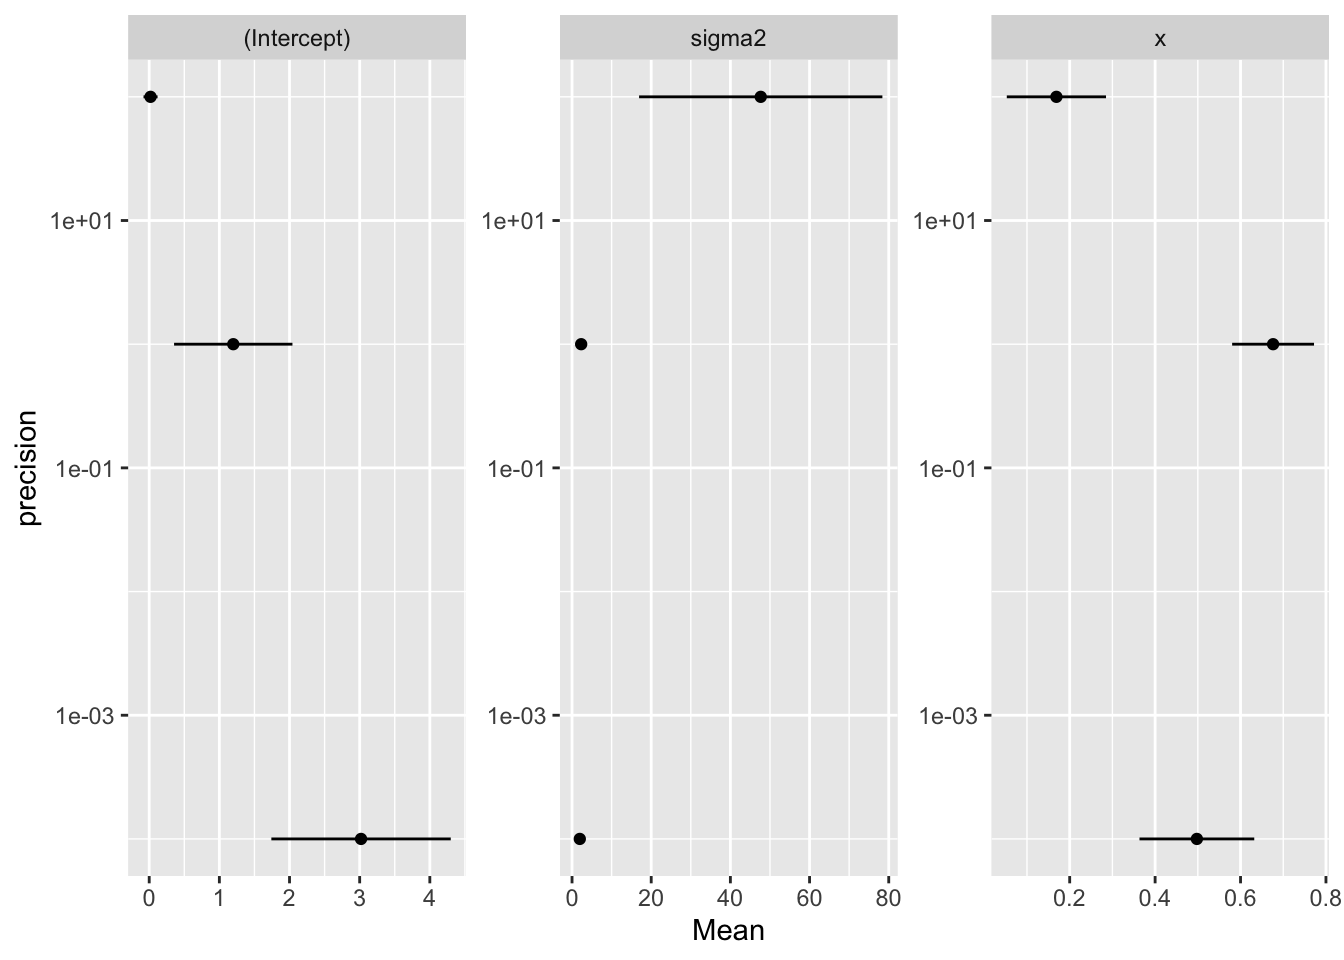 (Intercept) sigma2 x
1e+01 1e+01 1e+01
1e-01 1e-01 1e-01
precision
1e-03 1e-03 1e-03
0 1 2 3 4 0 20 40 60 80 0.2 0.4 0.6 0.8
Mean